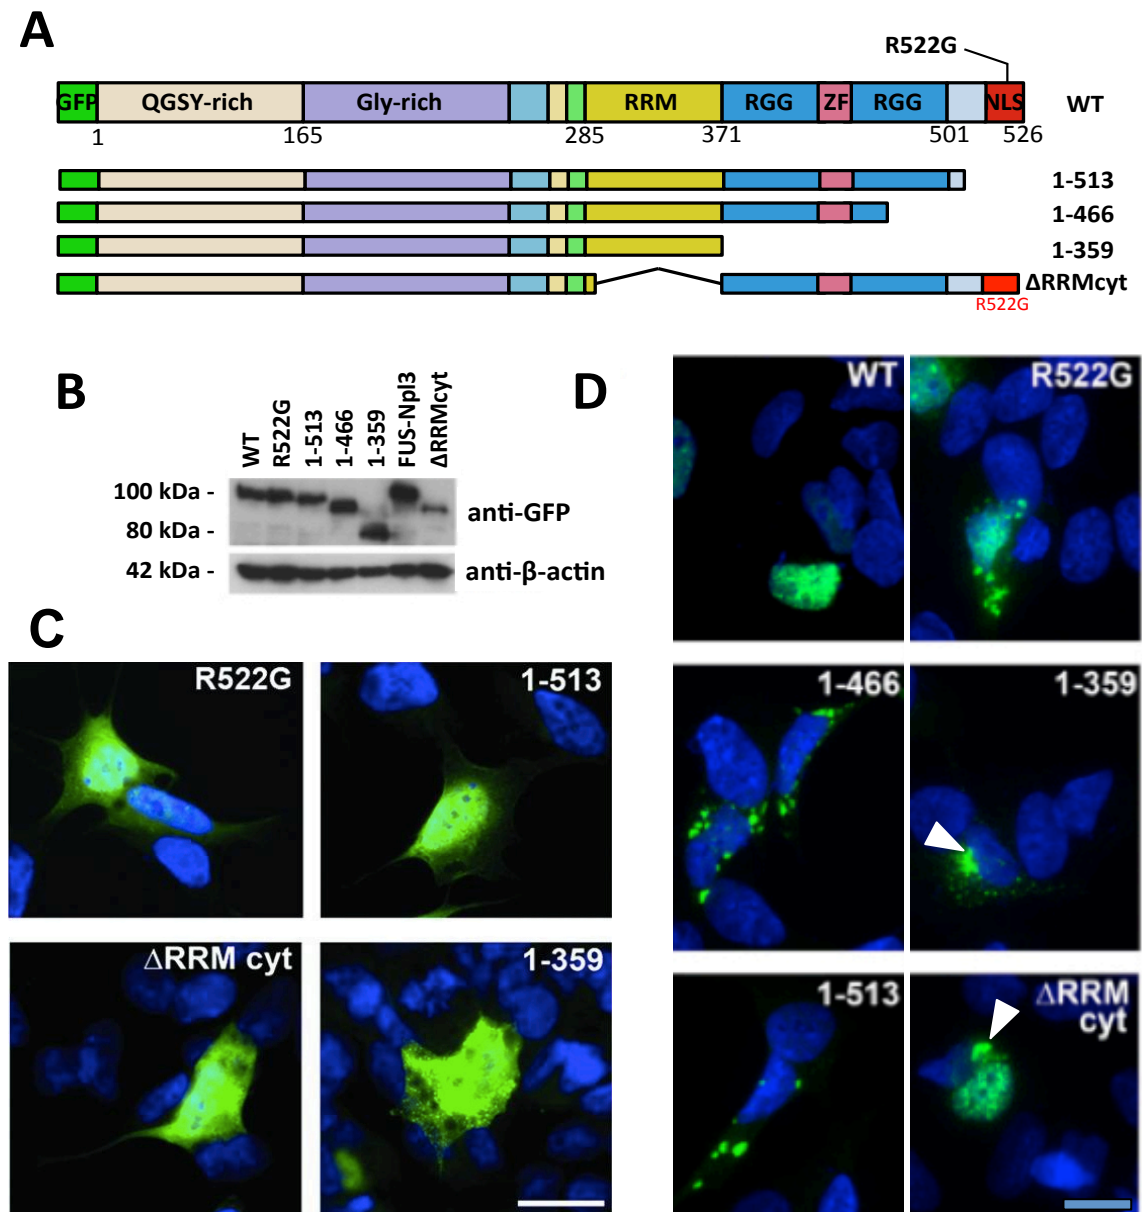 A
R522G
GFP QGSY-rich Gly-rich RRM RGG ZF RGG NLS WT
1 165 285 371 501 526
1-513
1-466
1-359
ΔRRMcyt
R522G
B
WT R522G 1-513 1-466 1-359 FUS-Npl3 ΔRRMcyt
100 kDa -
80 kDa -
anti-GFP
42 kDa - anti-β-actin
C
R522G 1-513
ΔRRM cyt 1-359
D
WT R522G
1-466 1-359
1-513 ΔRRM
cyt